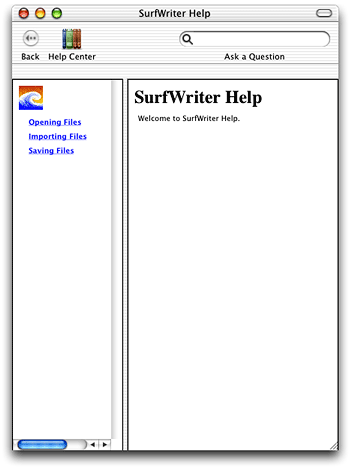 SurfWriter Help
Back Help Center Ask a Question
Opening Files
Importing Files
Saving Files
SurfWriter Help
Welcome to SurfWriter Help.